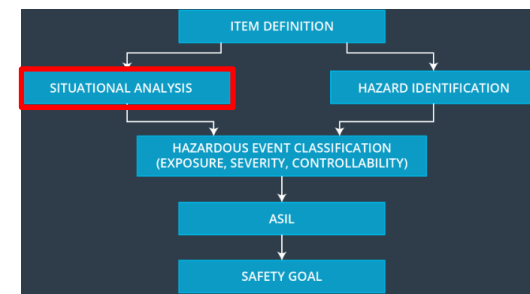 ITEM DEFINITION
SITUATIONAL ANALYSIS
HAZARD IDENTIFICATION
HAZARDOUS EVENT CLASSIFICATION
(EXPOSURE, SEVERITY, CONTROLLABILITY)
ASIL
SAFETY GOAL